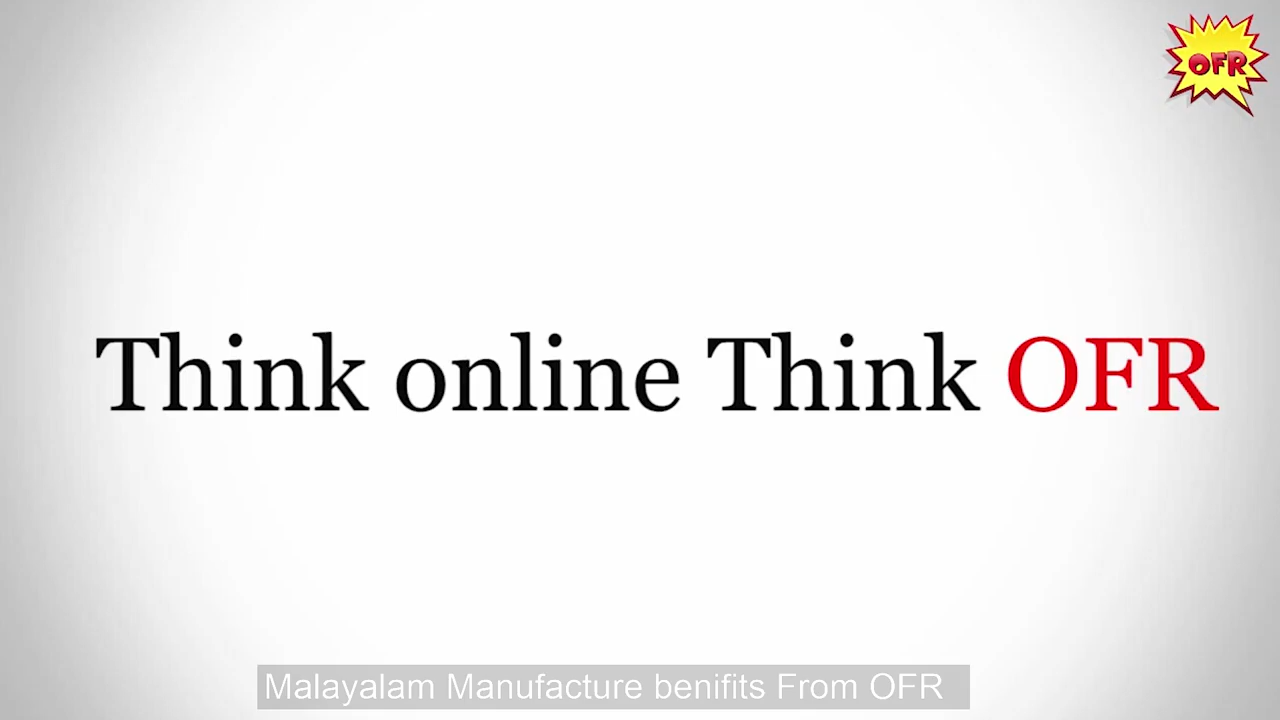 OFR
Think online Think OFR
Malayalam Manufacture benifits From OFR